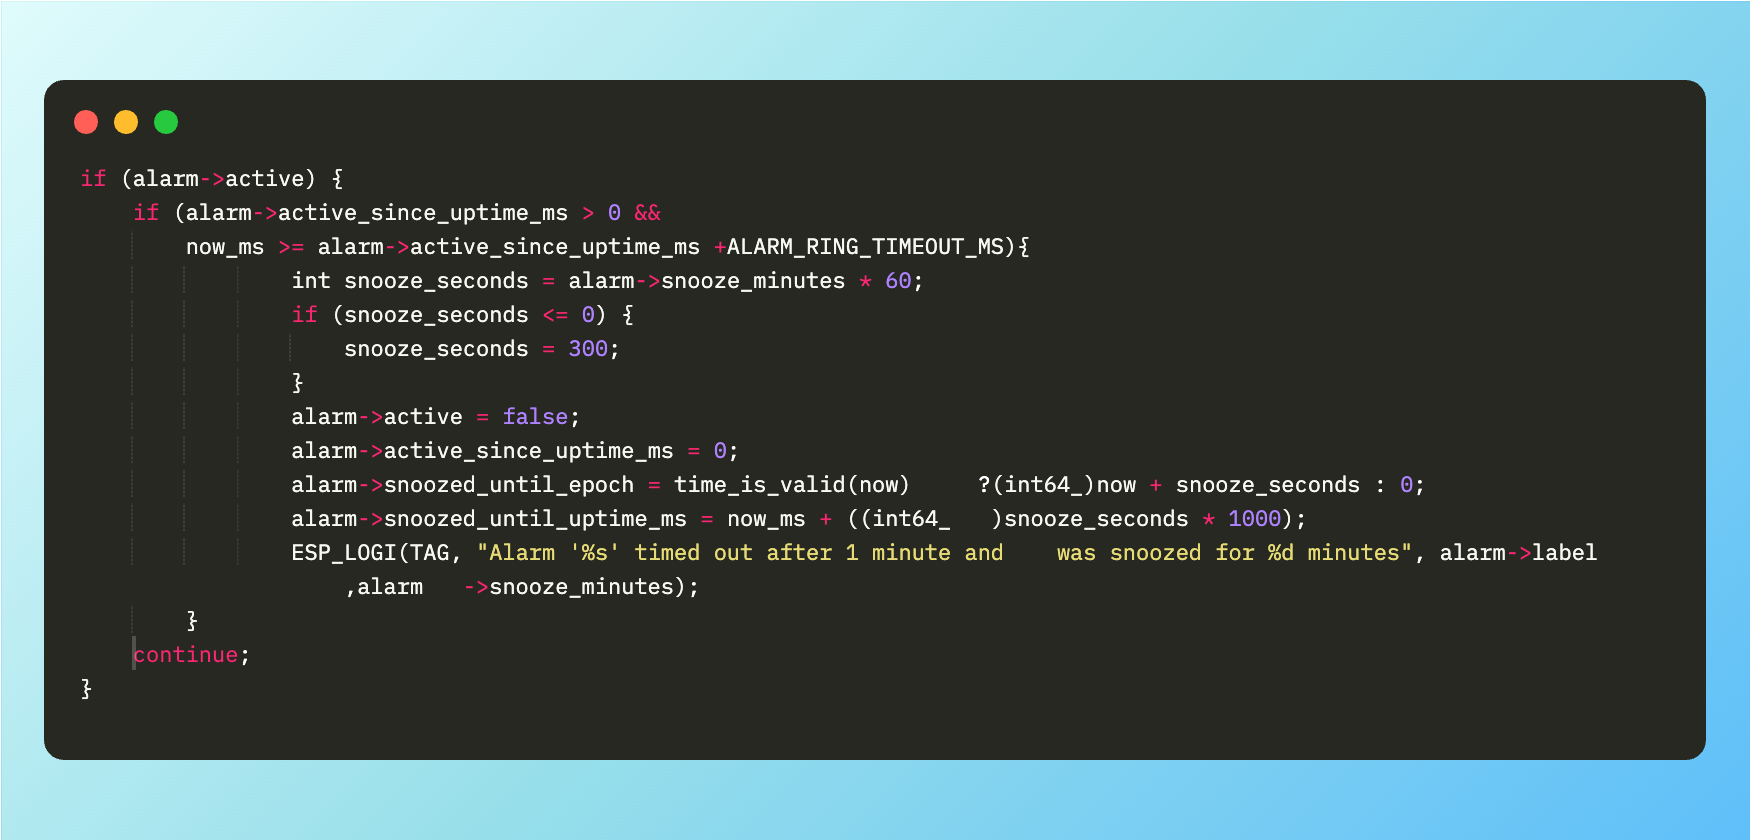 if (alarm->active) {
    if (alarm->active_since_uptime_ms > 0 &&
        now_ms >= alarm->active_since_uptime_ms +ALARM_RING_TIMEOUT_MS){
                int snooze_seconds = alarm->snooze_minutes * 60;
                if (snooze_seconds <= 0) {
                    snooze_seconds = 300;
                }
                alarm->active = false;
                alarm->active_since_uptime_ms = 0;
                alarm->snoozed_until_epoch = time_is_valid(now)     ?(int64_)now + snooze_seconds : 0;
                alarm->snoozed_until_uptime_ms = now_ms + ((int64_   )snooze_seconds * 1000);
                ESP_LOGI(TAG, "Alarm '%s' timed out after 1 minute and    was snoozed for %d minutes", alarm->label
                    ,alarm   ->snooze_minutes);
        }
    continue;
}